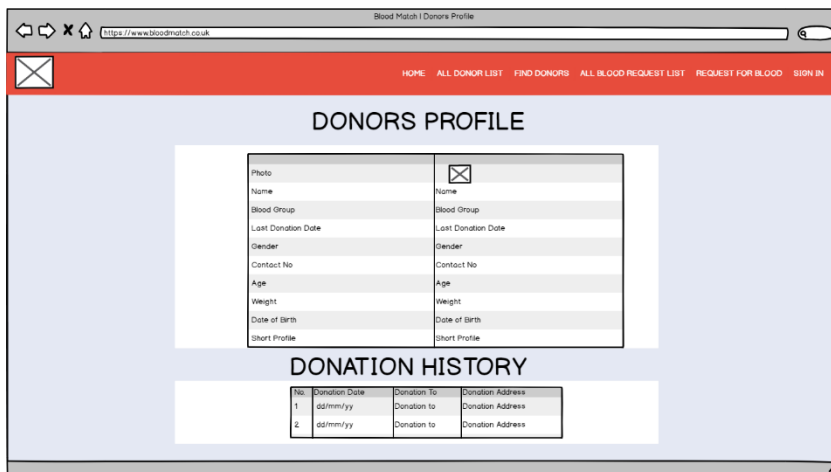 Blood Match | Donors Profile
https://www.bloodmatch.co.uk
HOME ALL DONOR LIST FIND DONORS ALL BLOOD REQUEST LIST REQUEST FOR BLOOD SIGN IN
DONORS PROFILE
Photo
Name Name
Blood Group Blood Group
Last Donation Date Last Donation Date
Gender Gender
Contact No Contact No
Age Age
Weight Weight
Date of Birth Date of Birth
Short Profile Short Profile
DONATION HISTORY
No. Donation Date Donation To Donation Address
1 dd/mm/yy Donation to Donation Address
2 dd/mm/yy Donation to Donation Address